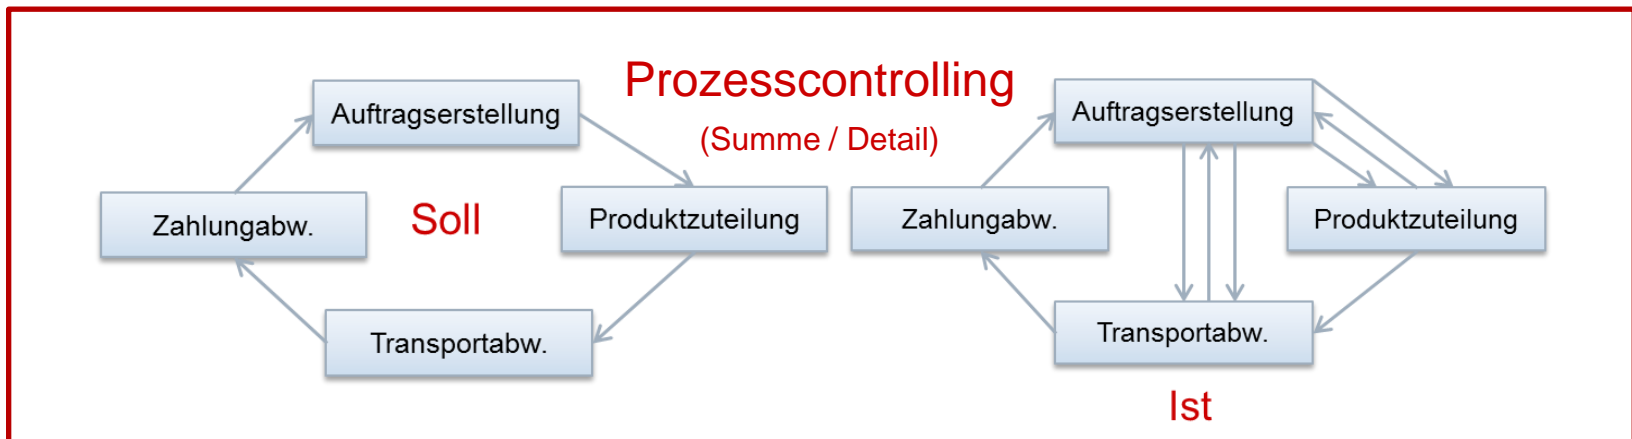 Prozesscontrolling
(Summe / Detail)
Auftragserstellung
Zahlungabw.
Soll
Produktzuteilung
Transportabw.
Auftragserstellung
Zahlungabw.
Produktzuteilung
Transportabw.
Ist